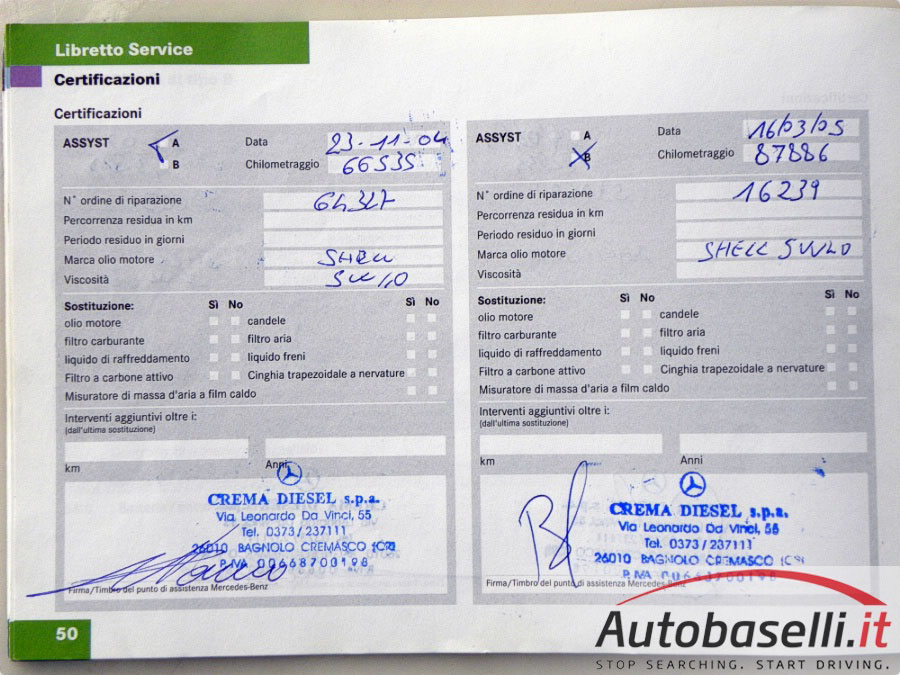 Libretto Service
Certificazioni
Certificazioni
ASSYST A
B
Data 23-11-04
Chilometraggio 66535
N° ordine di riparazione 64327
Percorrenza residua in km
Periodo residuo in giorni
Marca olio motore SHELL
Viscosità
Sostituzione: Sì No Sì No
olio motore candele
filtro carburante filtro aria
liquido di raffreddamento liquido freni
Filtro a carbone attivo Cinghia trapezoidale a nervature
Misuratore di massa d'aria a film caldo
Interventi aggiuntivi oltre i:
(dall'ultima sostituzione)
km Anni
CREMA DIESEL s.p.a.
Via Leonardo Da Vinci, 55
Tel. 0373/237111
26010 BAGNOLO CREMASCO (CR)
P.IVA 00668700198
Firma/Timbro del punto di assistenza Mercedes-Benz
ASSYST A
B
Data 16/03/05
Chilometraggio 87886
N° ordine di riparazione 16239
Percorrenza residua in km
Periodo residuo in giorni
Marca olio motore SHELL
Viscosità
Sostituzione: Sì No Sì No
olio motore candele
filtro carburante filtro aria
liquido di raffreddamento liquido freni
Filtro a carbone attivo Cinghia trapezoidale a nervature
Misuratore di massa d'aria a film caldo
Interventi aggiuntivi oltre i:
(dall'ultima sostituzione)
km Anni
CREMA DIESEL s.p.a.
Via Leonardo Da Vinci, 55
Tel. 0373/237111
26010 BAGNOLO CREMASCO (CR)
P.IVA 00668700198
Firma/Timbro del punto di assistenza Mercedes-Benz
50
Autobaselli.it
STOP SEARCHING. START DRIVING.